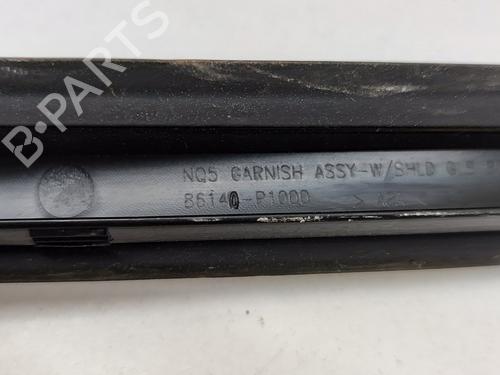 B-PARTS
NQ5 GARNISH ASSY-W/SHLD G
86140-P1000